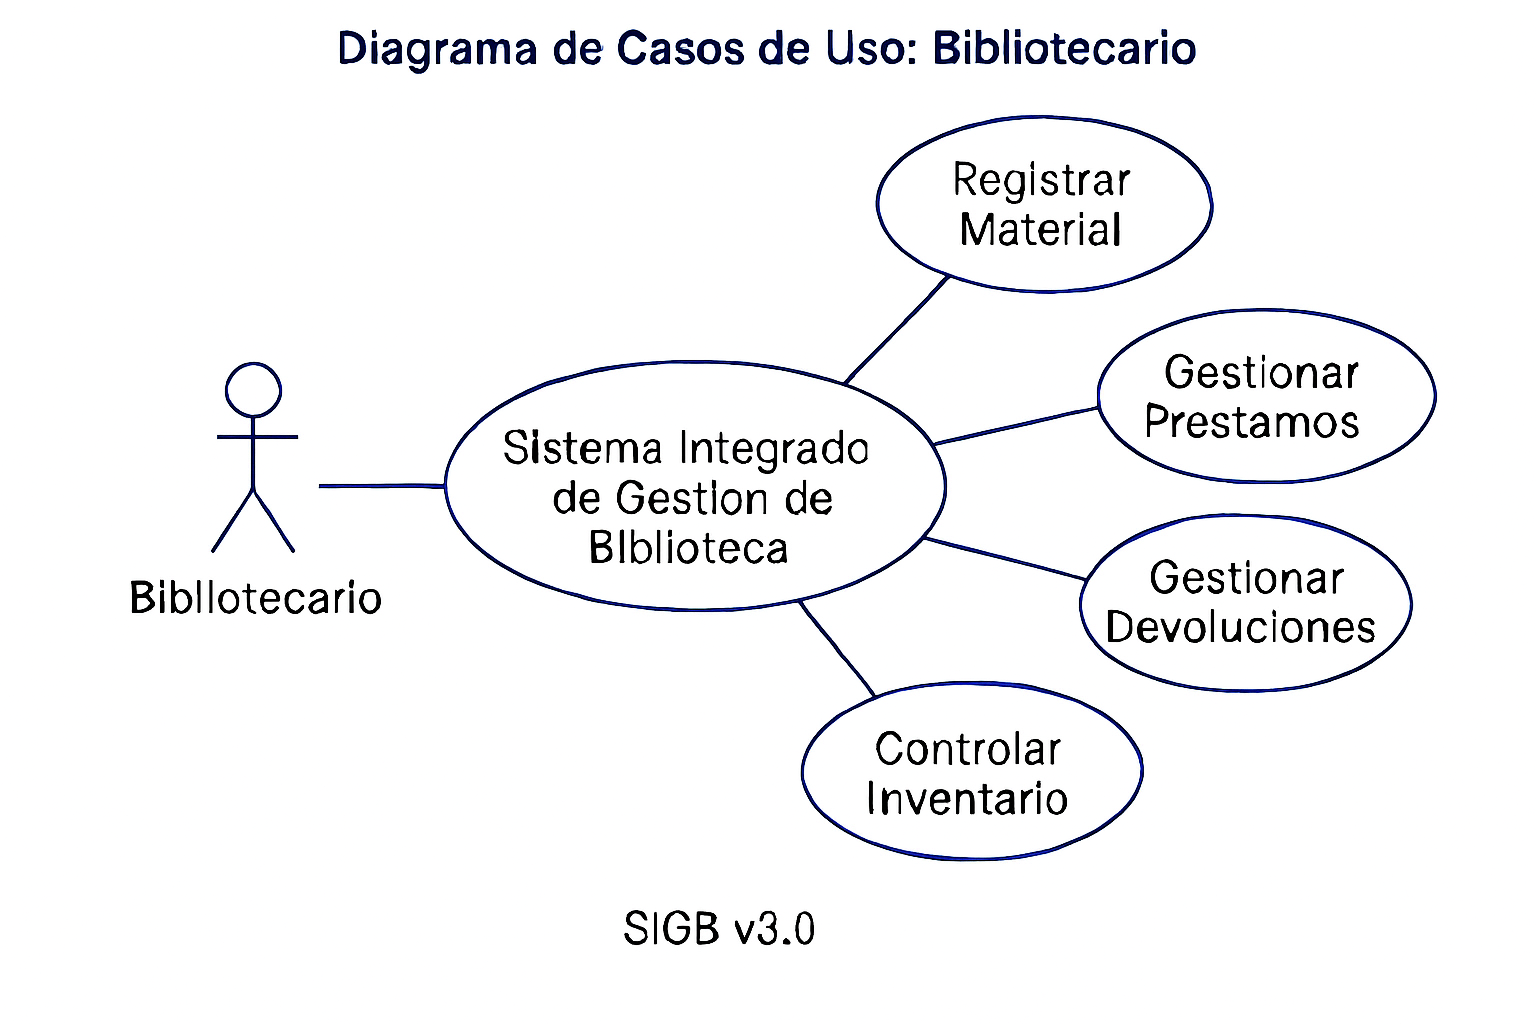 Diagrama de Casos de Uso: Bibliotecario
Registrar
Material
Gestionar
Prestamos
Sistema Integrado
de Gestion de
BIblioteca
Bibliotecario
Gestionar
Devoluciones
Controlar
Inventario
SIGB v3.0